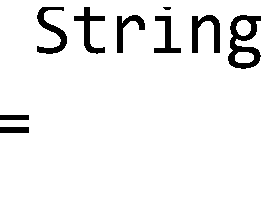 String
=